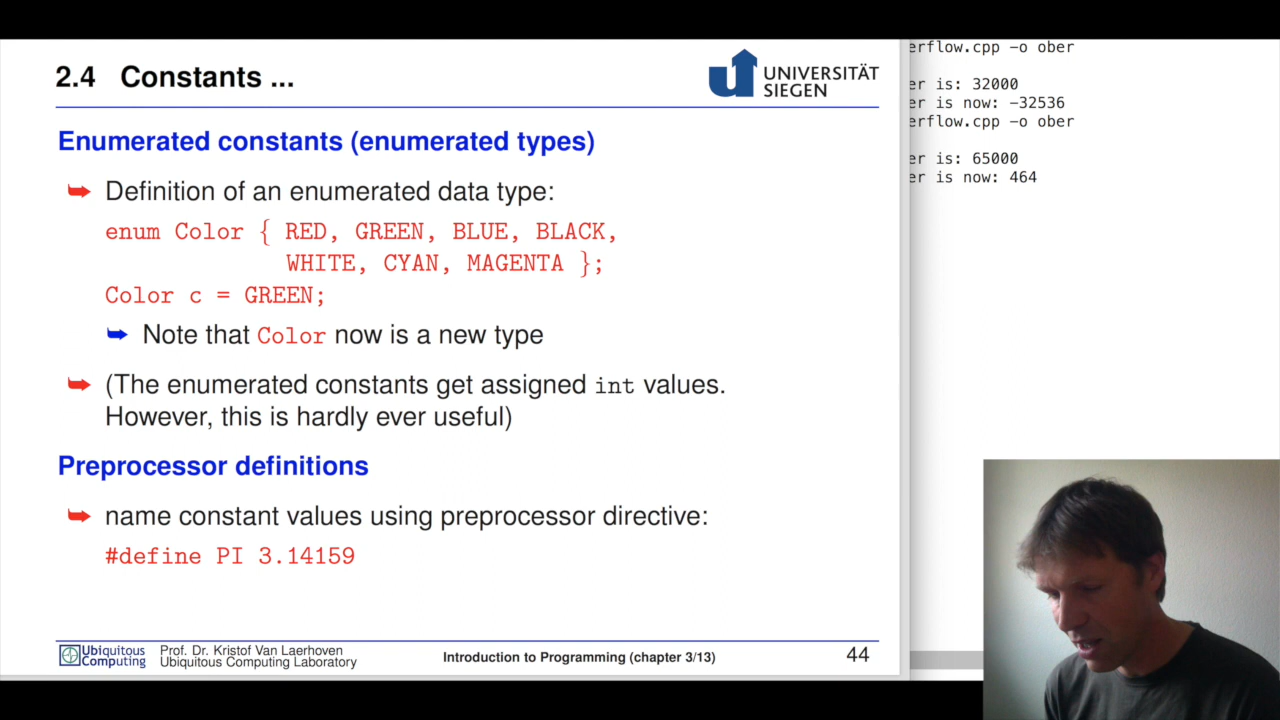 2.4 Constants ...
UNIVERSITÄT
SIEGEN
Enumerated constants (enumerated types)
Definition of an enumerated data type:
enum Color { RED, GREEN, BLUE, BLACK,
WHITE, CYAN, MAGENTA };
Color c = GREEN;
Note that Color now is a new type
(The enumerated constants get assigned int values.
However, this is hardly ever useful)
Preprocessor definitions
name constant values using preprocessor directive:
#define PI 3.14159
Ubiquitous
Computing
Prof. Dr. Kristof Van Laerhoven
Ubiquitous Computing Laboratory
Introduction to Programming (chapter 3/13)
44
erflow.cpp -o ober
er is: 32000
er is now: -32536
erflow.cpp -o ober
er is: 65000
er is now: 464